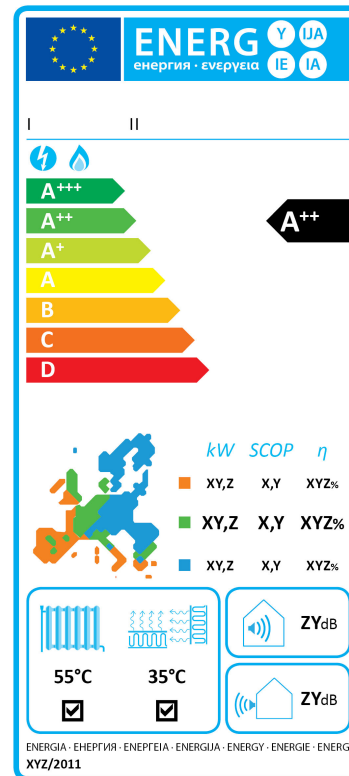 ENERG Y IJA
енергия · ενεργεια IE IA
I II
A+++
A++ A++
A+
A
B
C
D
kW SCOP η
XY,Z X,Y XYZ%
XY,Z X,Y XYZ%
XY,Z X,Y XYZ%
55°C 35°C
ZYdB
ZYdB
ENERGIA · ЕНЕРГИЯ · ΕΝΕΡΓΕΙΑ · ENERGIJA · ENERGY · ENERGIE · ENERG
XYZ/2011